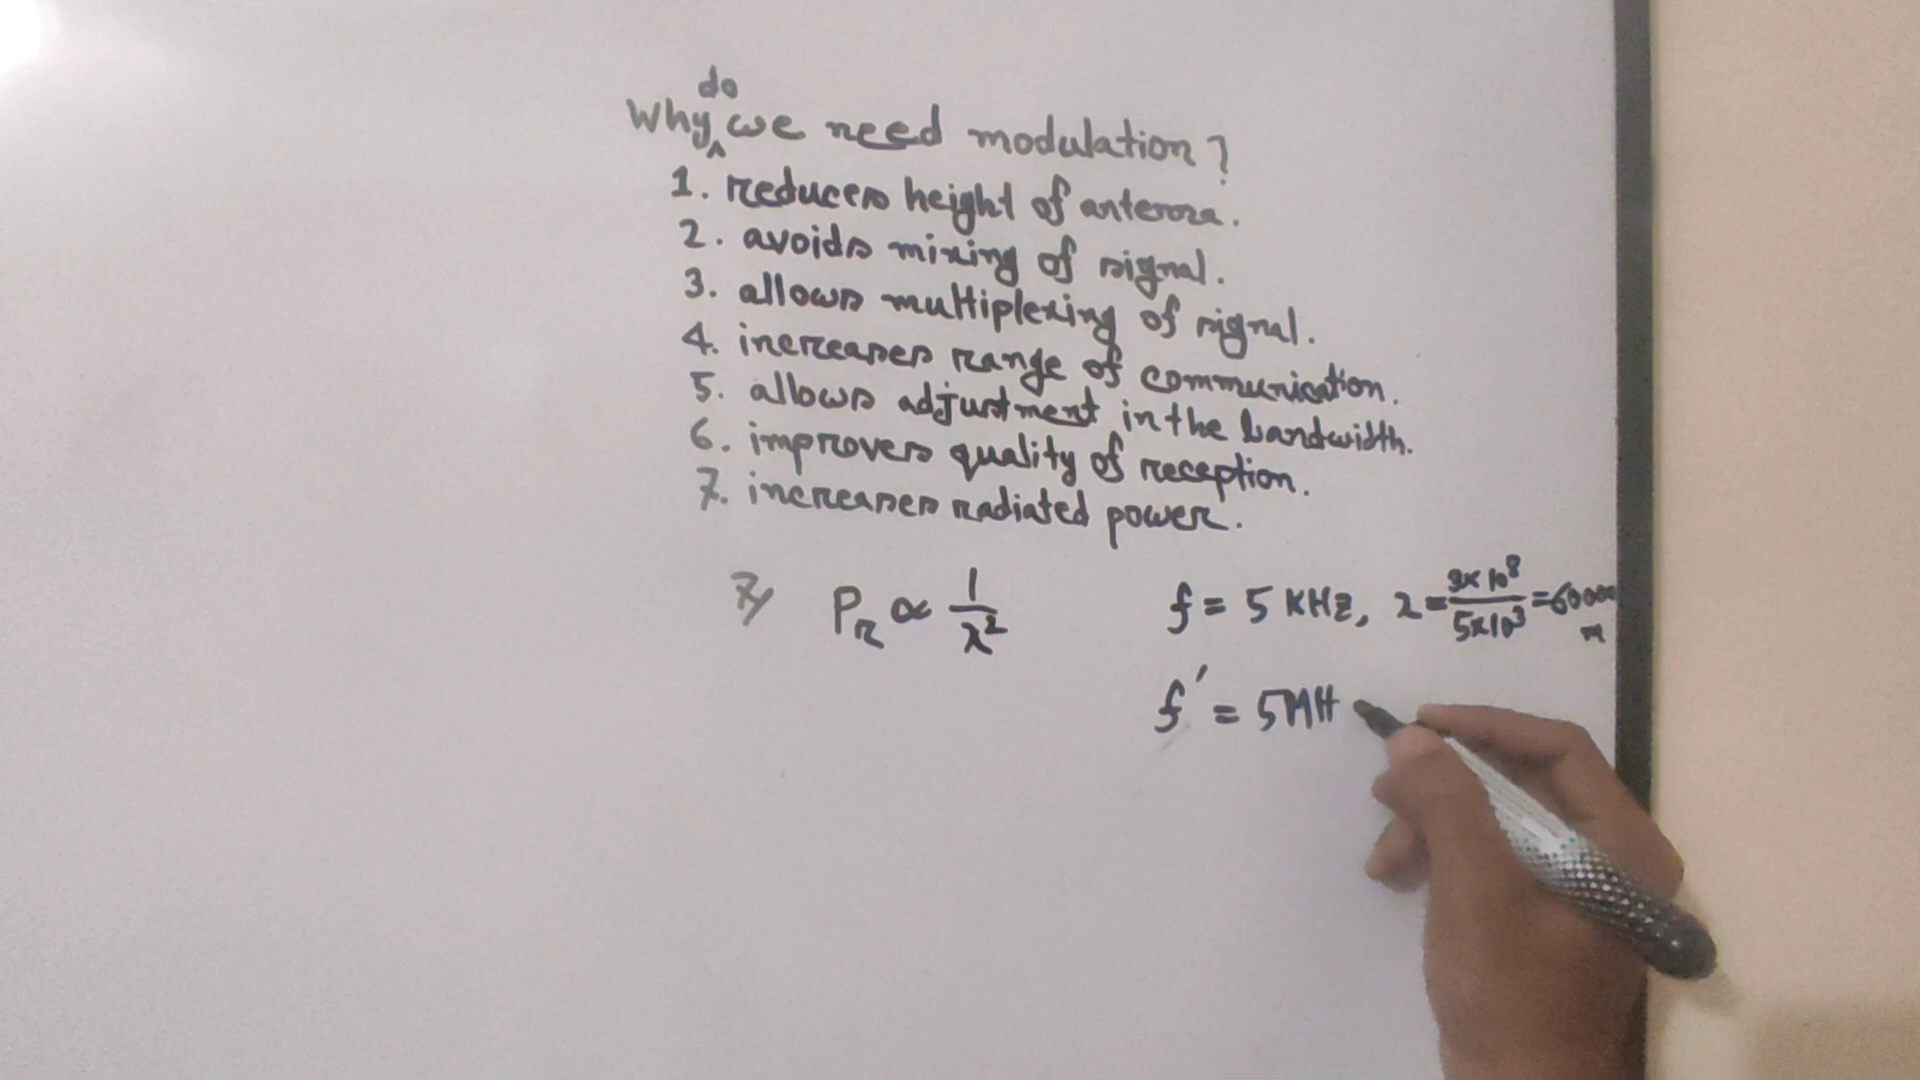 Why do we need modulation?
1. reduces height of antenna.
2. avoids mixing of signal.
3. allows multiplexing of signal.
4. increases range of communication.
5. allows adjustment in the bandwidth.
6. improves quality of reception.
7. increases radiated power.
7) P_R ∝ 1/λ² f = 5 KHz, λ = 3×10⁸/5×10³ = 60000 m
f' = 5MH